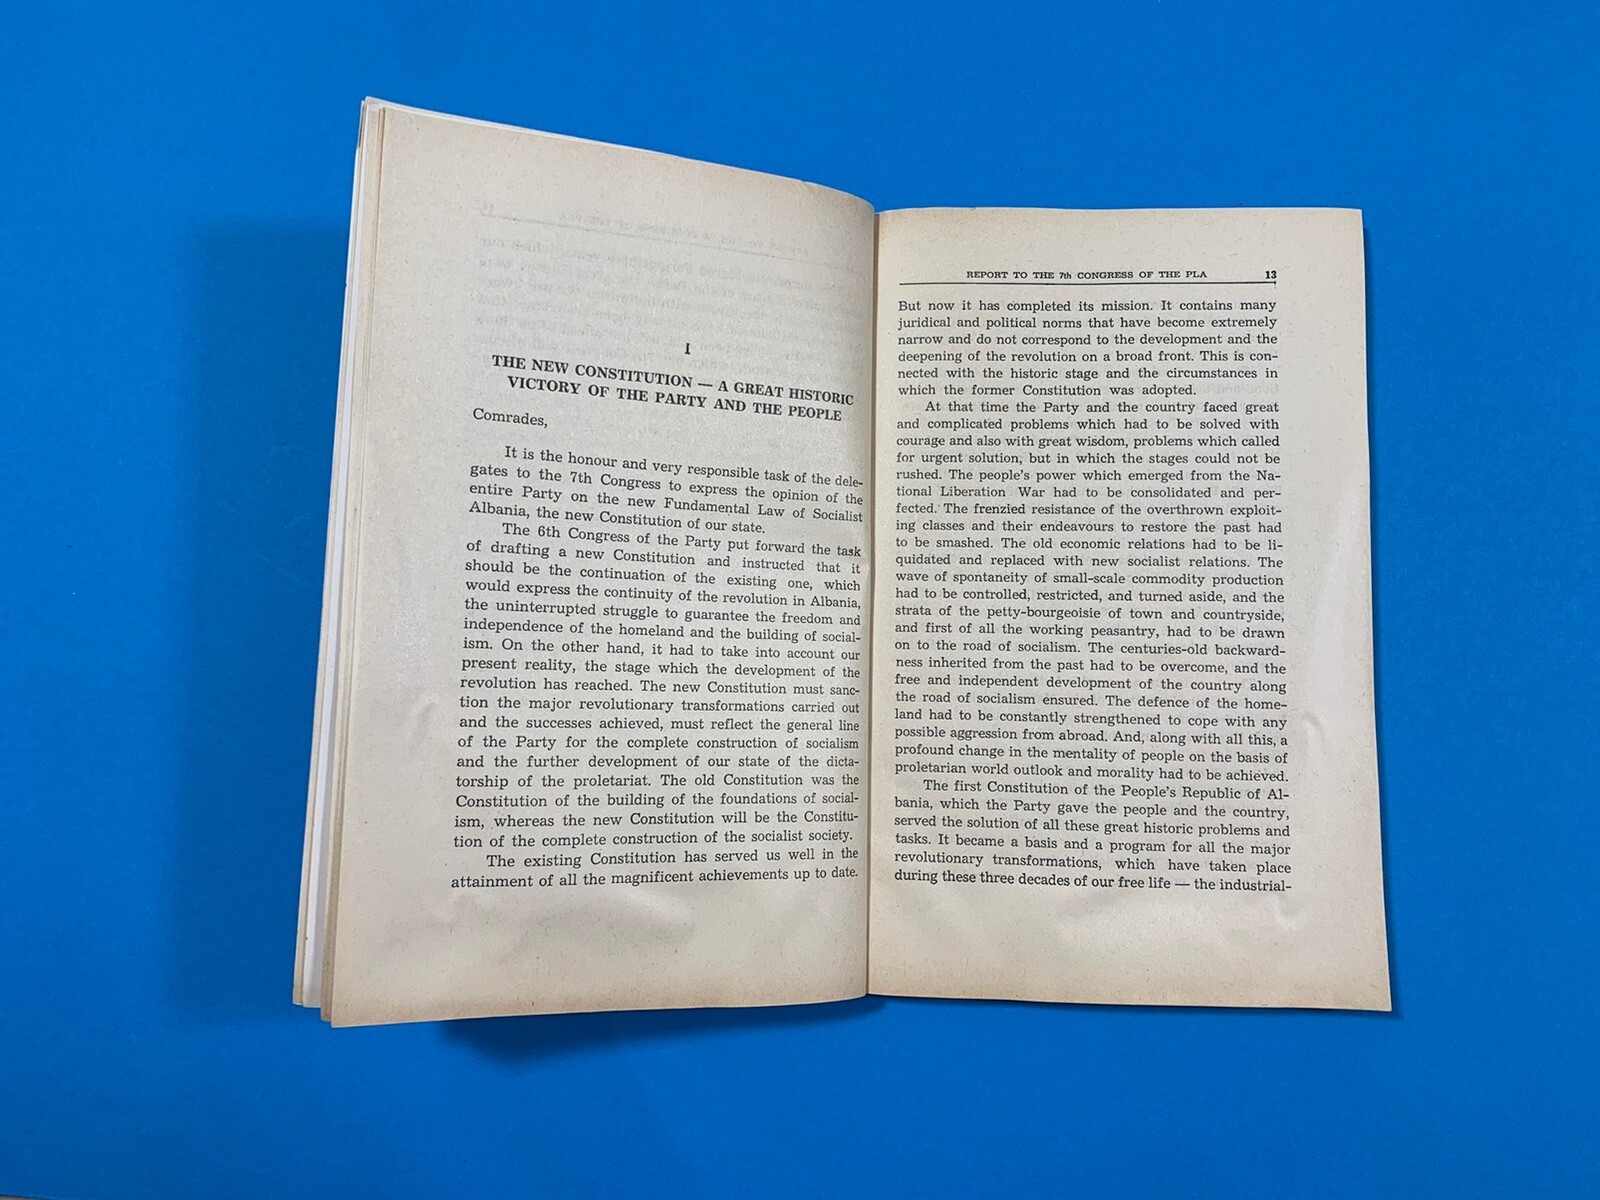 I
THE NEW CONSTITUTION — A GREAT HISTORIC
VICTORY OF THE PARTY AND THE PEOPLE
Comrades,
It is the honour and very responsible task of the dele-
gates to the 7th Congress to express the opinion of the
entire Party on the new Fundamental Law of Socialist
Albania, the new Constitution of our state.
The 6th Congress of the Party put forward the task
of drafting a new Constitution and instructed that it
should be the continuation of the existing one, which
would express the continuity of the revolution in Albania,
the uninterrupted struggle to guarantee the freedom and
independence of the homeland and the building of social-
ism. On the other hand, it had to take into account our
present reality, the stage which the development of the
revolution has reached. The new Constitution must sanc-
tion the major revolutionary transformations carried out
and the successes achieved, must reflect the general line
of the Party for the complete construction of socialism
and the further development of our state of the dicta-
torship of the proletariat. The old Constitution was the
Constitution of the building of the foundations of social-
ism, whereas the new Constitution will be the Constitu-
tion of the complete construction of the socialist society.
The existing Constitution has served us well in the
attainment of all the magnificent achievements up to date.
REPORT TO THE 7th CONGRESS OF THE PLA 13
But now it has completed its mission. It contains many
juridical and political norms that have become extremely
narrow and do not correspond to the development and the
deepening of the revolution on a broad front. This is con-
nected with the historic stage and the circumstances in
which the former Constitution was adopted.
At that time the Party and the country faced great
and complicated problems which had to be solved with
courage and also with great wisdom, problems which called
for urgent solution, but in which the stages could not be
rushed. The people's power which emerged from the Na-
tional Liberation War had to be consolidated and per-
fected. The frenzied resistance of the overthrown exploit-
ing classes and their endeavours to restore the past had
to be smashed. The old economic relations had to be li-
quidated and replaced with new socialist relations. The
wave of spontaneity of small-scale commodity production
had to be controlled, restricted, and turned aside, and the
strata of the petty-bourgeoisie of town and countryside,
and first of all the working peasantry, had to be drawn
on to the road of socialism. The centuries-old backward-
ness inherited from the past had to be overcome, and the
free and independent development of the country along
the road of socialism ensured. The defence of the home-
land had to be constantly strengthened to cope with any
possible aggression from abroad. And, along with all this, a
profound change in the mentality of people on the basis of
proletarian world outlook and morality had to be achieved.
The first Constitution of the People's Republic of Al-
bania, which the Party gave the people and the country,
served the solution of all these great historic problems and
tasks. It became a basis and a program for all the major
revolutionary transformations, which have taken place
during these three decades of our free life — the industrial-